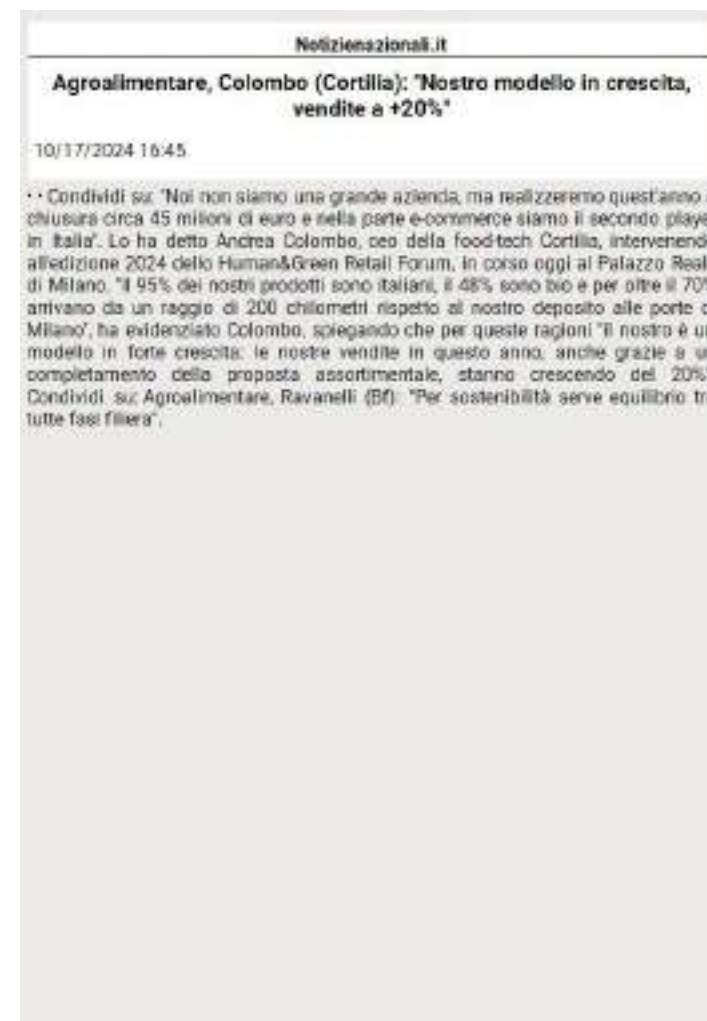 Notizienazionali.it
Agroalimentare, Colombo (Cortilia): "Nostro modello in crescita,
vendite a +20%"
10/17/2024 16:45
• • Condividi su: "Noi non siamo una grande azienda, ma realizzeremo quest'anno
chiusura circa 45 milioni di euro e nella parte e-commerce siamo il secondo playe
in Italia". Lo ha detto Andrea Colombo, ceo della food-tech Cortilia, intervenend
all'edizione 2024 dello Human&Green Retail Forum, in corso oggi al Palazzo Real
di Milano. "Il 95% dei nostri prodotti sono italiani, il 48% sono bio e per oltre il 70%
arrivano da un raggio di 200 chilometri rispetto al nostro deposito alle porte d
Milano", ha evidenziato Colombo, spiegando che per queste ragioni "il nostro è un
modello in forte crescita: le nostre vendite in questo anno, anche grazie a un
completamento della proposta assortimentale, stanno crescendo del 20%"
Condividi su: Agroalimentare, Ravanelli (Bf): "Per sostenibilità serve equilibrio tr
tutte fasi filiera".